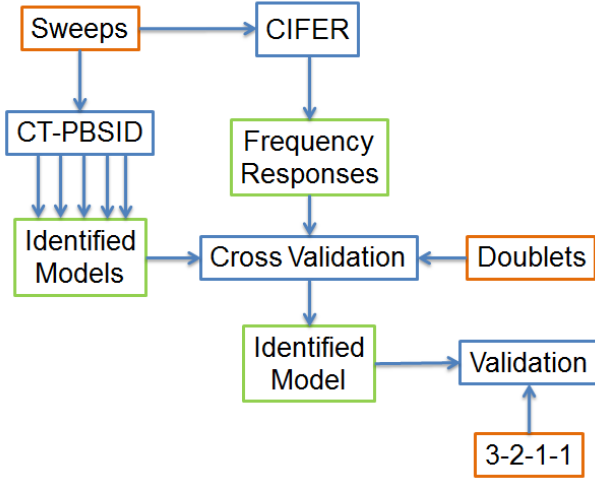 Sweeps
CIFER
CT-PBSID
Frequency
Responses
Identified
Models
Cross Validation
Doublets
Identified
Model
Validation
3-2-1-1